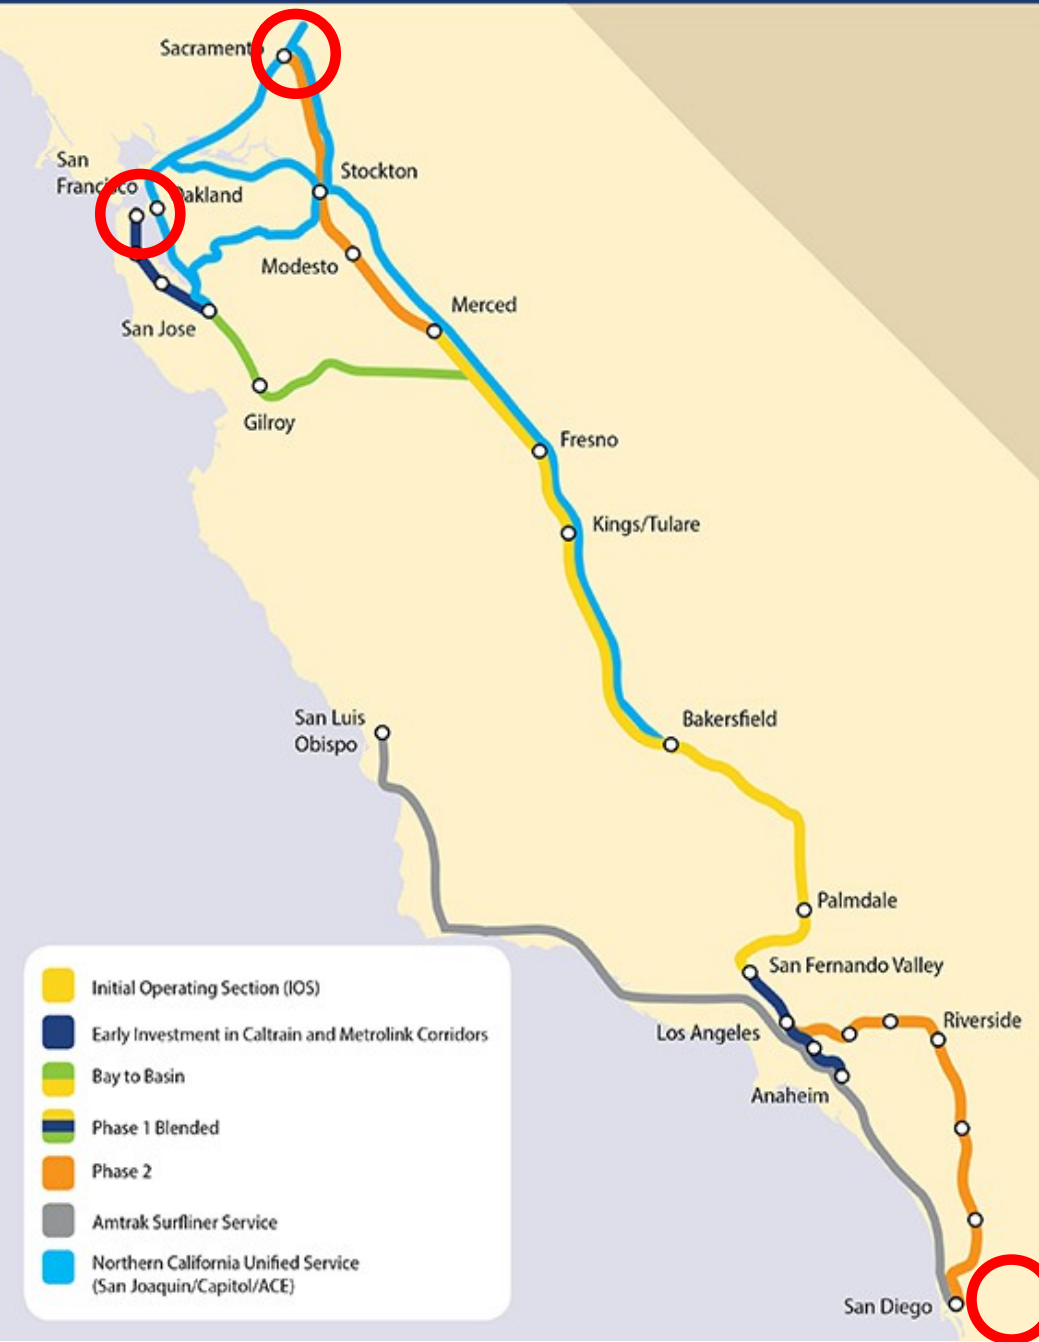 Sacramento
San
Francisco
Oakland
Stockton
Modesto
Merced
San Jose
Gilroy
Fresno
Kings/Tulare
San Luis
Obispo
Bakersfield
Palmdale
San Fernando Valley
Los Angeles
Riverside
Anaheim
San Diego
Initial Operating Section (IOS)
Early Investment in Caltrain and Metrolink Corridors
Bay to Basin
Phase 1 Blended
Phase 2
Amtrak Surfliner Service
Northern California Unified Service
(San Joaquin/Capitol/ACE)